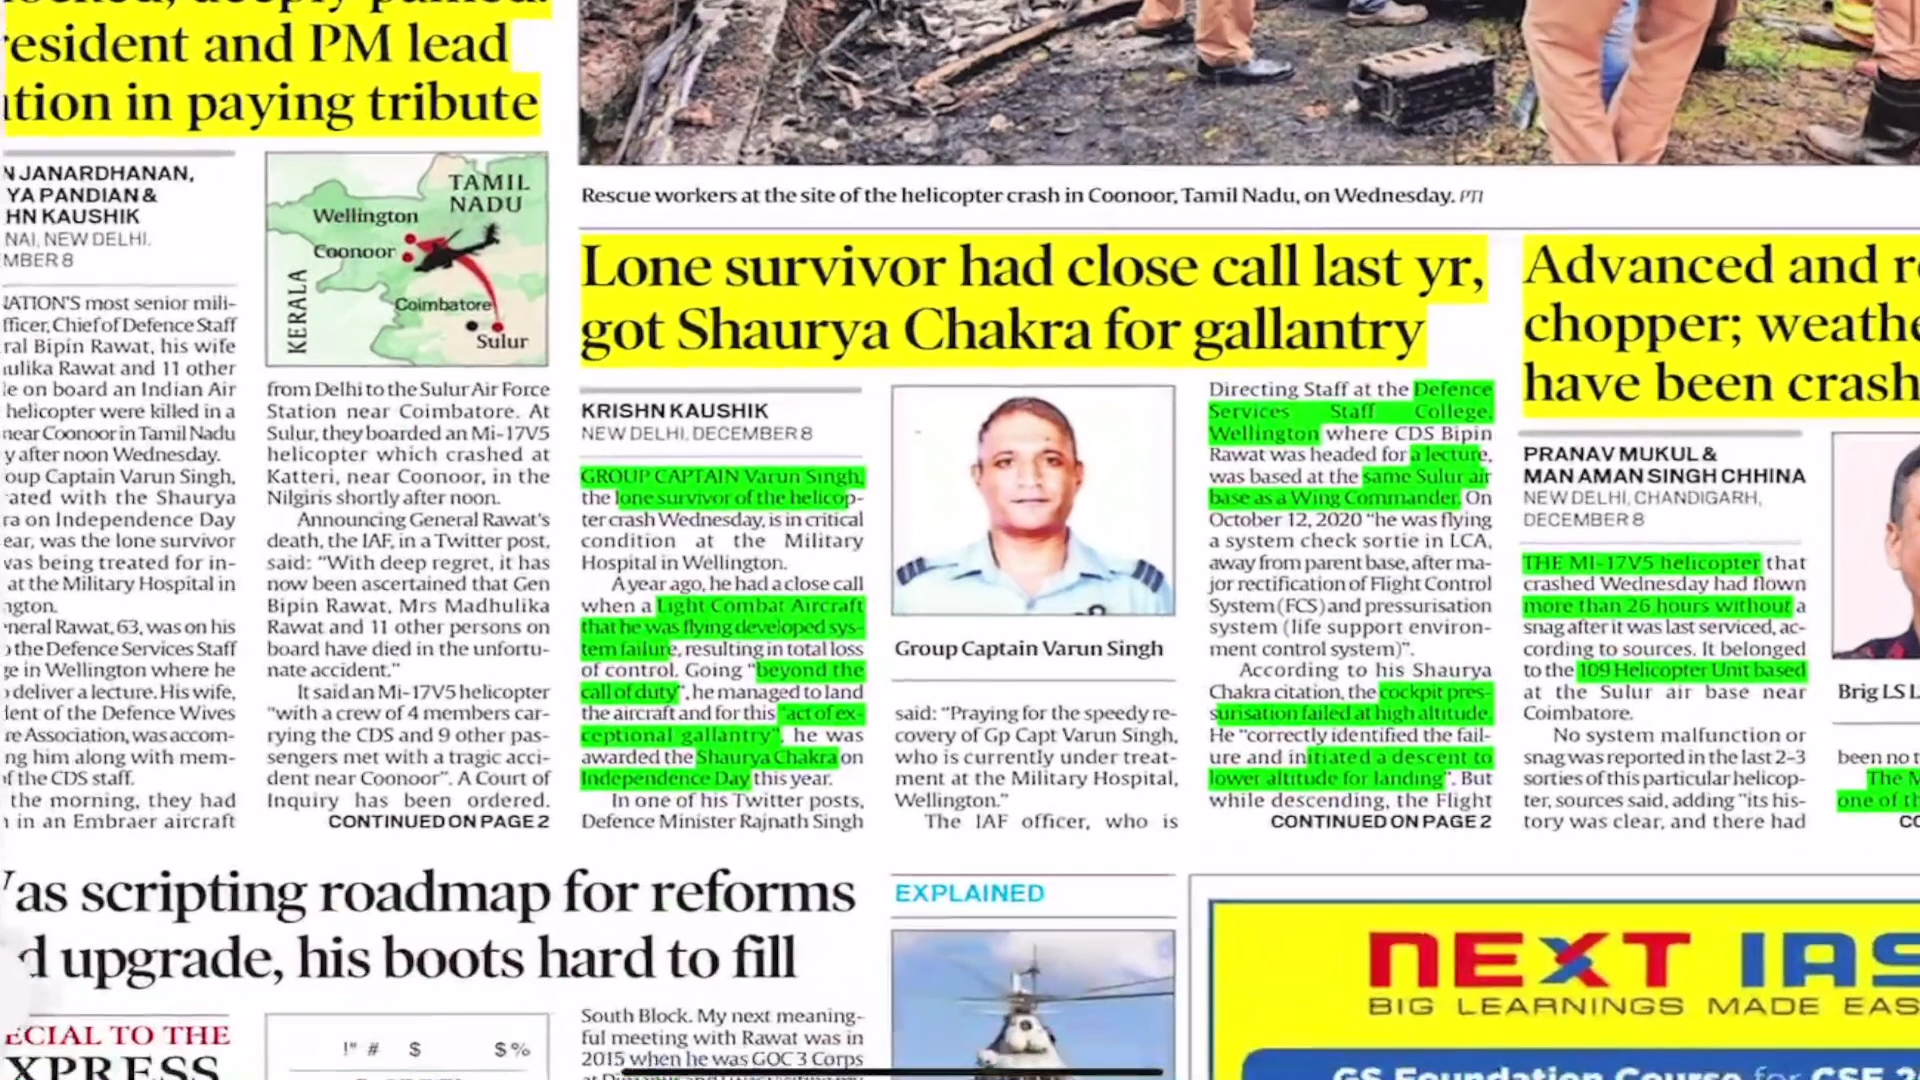 resident and PM lead
in paying tribute
JANARDHANAN,
YA PANDIAN &
HN KAUSHIK
NAI, NEW DELHI,
MBER 8
NATION'S most senior mili-
fficer, Chief of Defence Staff
ral Bipin Rawat, his wife
ulika Rawat and 11 other
le on board an Indian Air
helicopter were killed in a
near Coonoor in Tamil Nadu
y after noon Wednesday.
oup Captain Varun Singh,
rated with the Shaurya
ra on Independence Day
ear, was the lone survivor
was being treated for in-
at the Military Hospital in
ngton.
neral Rawat, 63, was on his
o the Defence Services Staff
ge in Wellington where he
deliver a lecture. His wife,
dent of the Defence Wives
re Association, was accom-
ng him along with mem-
f the CDS staff.
the morning, they had
in an Embraer aircraft
TAMIL
NADU
Wellington
Coonoor
KERALA
Coimbatore
Sulur
from Delhi to the Sulur Air Force
Station near Coimbatore. At
Sulur, they boarded an Mi-17V5
helicopter which crashed at
Katteri, near Coonoor, in the
Nilgiris shortly after noon.
Announcing General Rawat's
death, the IAF, in a Twitter post,
said: "With deep regret, it has
now been ascertained that Gen
Bipin Rawat, Mrs Madhulika
Rawat and 11 other persons on
board have died in the unfortu-
nate accident."
It said an Mi-17V5 helicopter
"with a crew of 4 members car-
rying the CDS and 9 other pas-
sengers met with a tragic acci-
dent near Coonoor". A Court of
Inquiry has been ordered.
CONTINUED ON PAGE 2
Rescue workers at the site of the helicopter crash in Coonoor, Tamil Nadu, on Wednesday. PTI
Lone survivor had close call last yr,
got Shaurya Chakra for gallantry
KRISHN KAUSHIK
NEW DELHI, DECEMBER 8
GROUP CAPTAIN Varun Singh,
the lone survivor of the helicop-
ter crash Wednesday, is in critical
condition at the Military
Hospital in Wellington.
A year ago, he had a close call
when a Light Combat Aircraft
that he was flying developed sys-
tem failure, resulting in total loss
of control. Going "beyond the
call of duty", he managed to land
the aircraft and for this "act of ex-
ceptional gallantry", he was
awarded the Shaurya Chakra on
Independence Day this year.
In one of his Twitter posts,
Defence Minister Rajnath Singh
Group Captain Varun Singh
said: "Praying for the speedy re-
covery of Gp Capt Varun Singh,
who is currently under treat-
ment at the Military Hospital,
Wellington."
The IAF officer, who is
Directing Staff at the Defence
Services Staff College,
Wellington where CDS Bipin
Rawat was headed for a lecture,
was based at the same Sulur air
base as a Wing Commander. On
October 12, 2020 "he was flying
a system check sortie in LCA,
away from parent base, after ma-
jor rectification of Flight Control
System (FCS) and pressurisation
system (life support environ-
ment control system)".
According to his Shaurya
Chakra citation, the cockpit pres-
surisation failed at high altitude.
He "correctly identified the fail-
ure and initiated a descent to
lower altitude for landing". But
while descending, the Flight
CONTINUED ON PAGE 2
Advanced and r
chopper; weathe
have been crash
PRANAV MUKUL &
MAN AMAN SINGH CHHINA
NEW DELHI, CHANDIGARH,
DECEMBER 8
THE MI-17V5 helicopter that
crashed Wednesday had flown
more than 26 hours without a
snag after it was last serviced, ac-
cording to sources. It belonged
to the 109 Helicopter Unit based
at the Sulur air base near
Coimbatore.
No system malfunction or
snag was reported in the last 2-3
sorties of this particular helicop-
ter, sources said, adding "its his-
tory was clear, and there had
Brig LS L
been no t
The M
one of th
CO
as scripting roadmap for reforms
d upgrade, his boots hard to fill
ECIAL TO THE
XPRESS
!" # $ $%
South Block. My next meaning-
ful meeting with Rawat was in
2015 when he was GOC 3 Corps
EXPLAINED
NEXT IAS
BIG LEARNINGS MADE EAS
GS Foundation Course for CSE 2